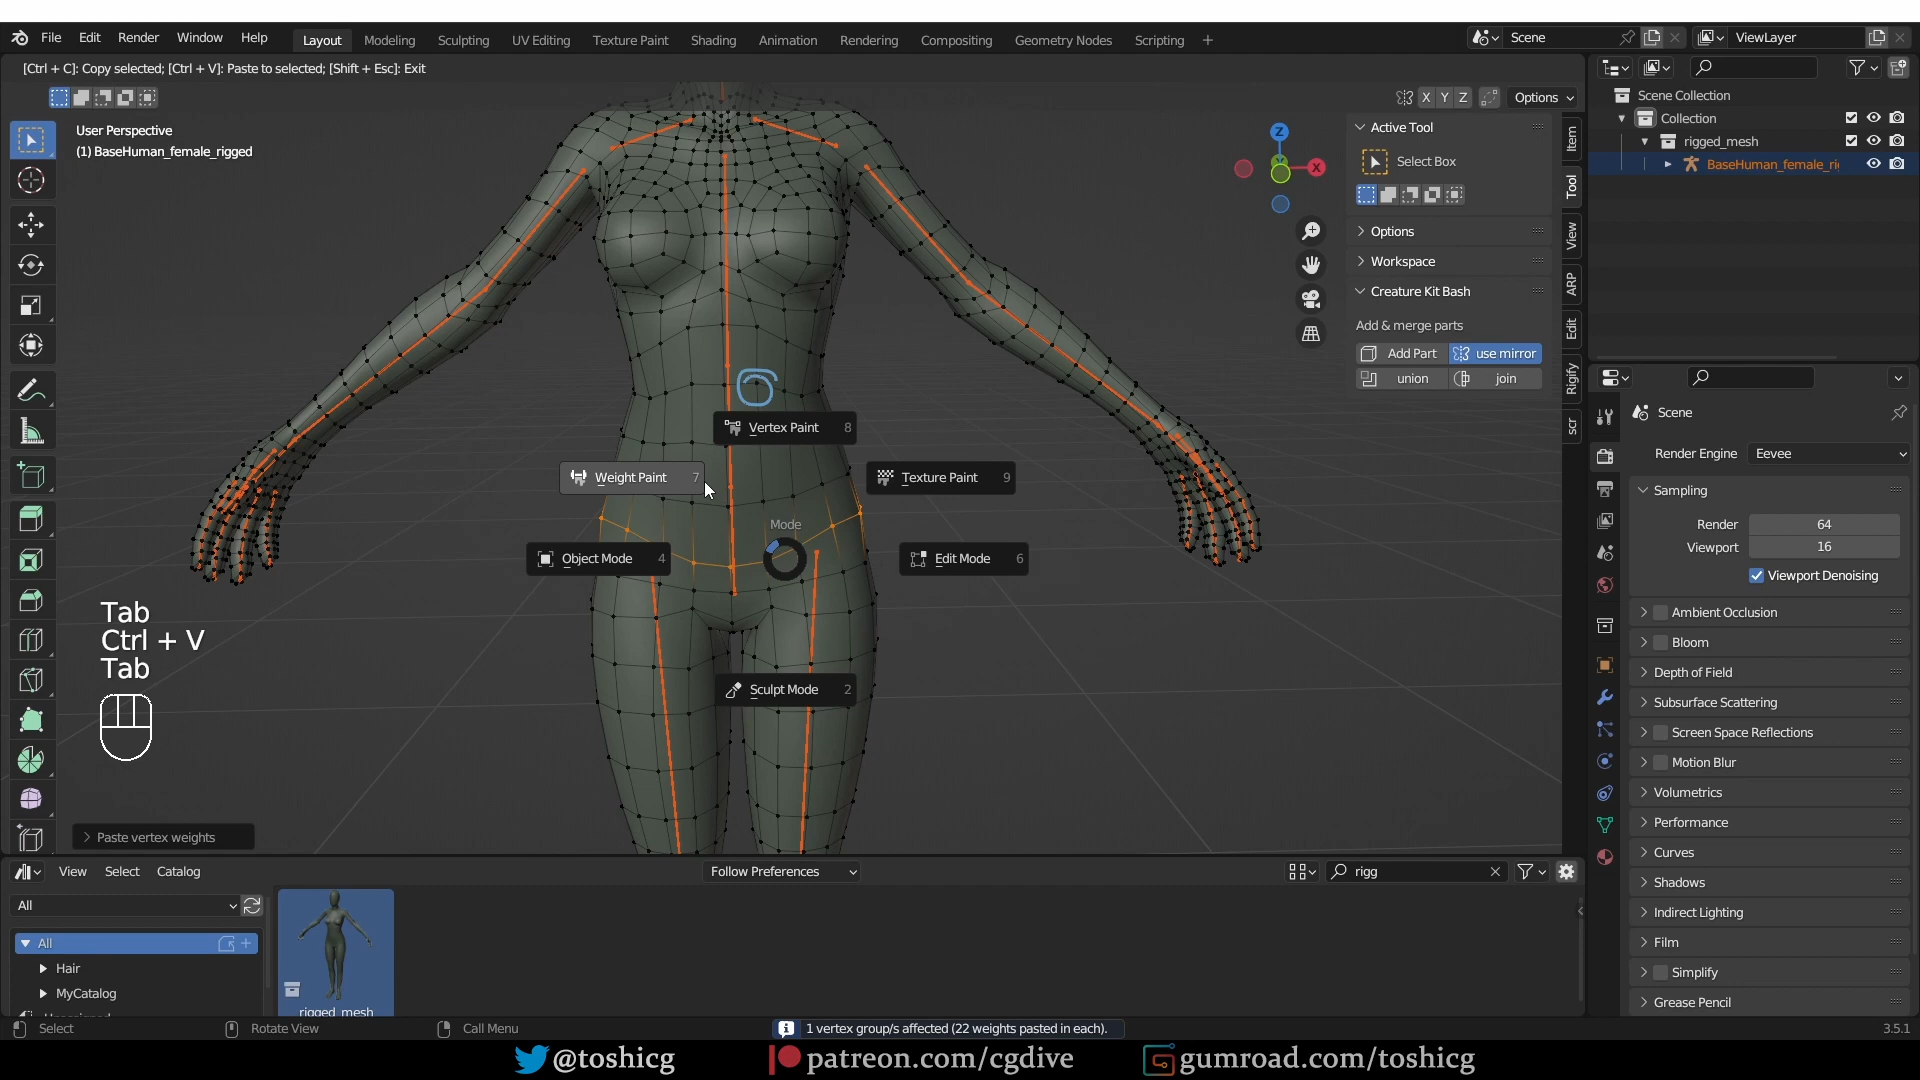 File Edit Render Window Help Layout Modeling Sculpting UV Editing Texture Paint Shading Animation Rendering Compositing Geometry Nodes Scripting + Scene ViewLayer
[Ctrl + C]: Copy selected; [Ctrl + V]: Paste to selected; [Shift + Esc]: Exit
X Y Z Options
User Perspective
(1) BaseHuman_female_rigged
Z
X
Active Tool
Select Box
Options
Workspace
Creature Kit Bash
Add & merge parts
Add Part use mirror
union join
Item
Tool
View
ARP
Edit
Rigify
scr
Scene Collection
Collection
rigged_mesh
BaseHuman_female_ri
Scene
Render Engine Eevee
Sampling
Render 64
Viewport 16
Viewport Denoising
Ambient Occlusion
Bloom
Depth of Field
Subsurface Scattering
Screen Space Reflections
Motion Blur
Volumetrics
Performance
Curves
Shadows
Indirect Lighting
Film
Simplify
Grease Pencil
Vertex Paint 8
Weight Paint 7
Texture Paint 9
Mode
Object Mode 4
Edit Mode 6
Sculpt Mode 2
Tab
Ctrl + V
Tab
Paste vertex weights
View Select Catalog Follow Preferences rigg
All
All
Hair
MyCatalog
rigged_mesh
Select Rotate View Call Menu 1 vertex group/s affected (22 weights pasted in each). 3.5.1
@toshicg patreon.com/cgdive gumroad.com/toshicg